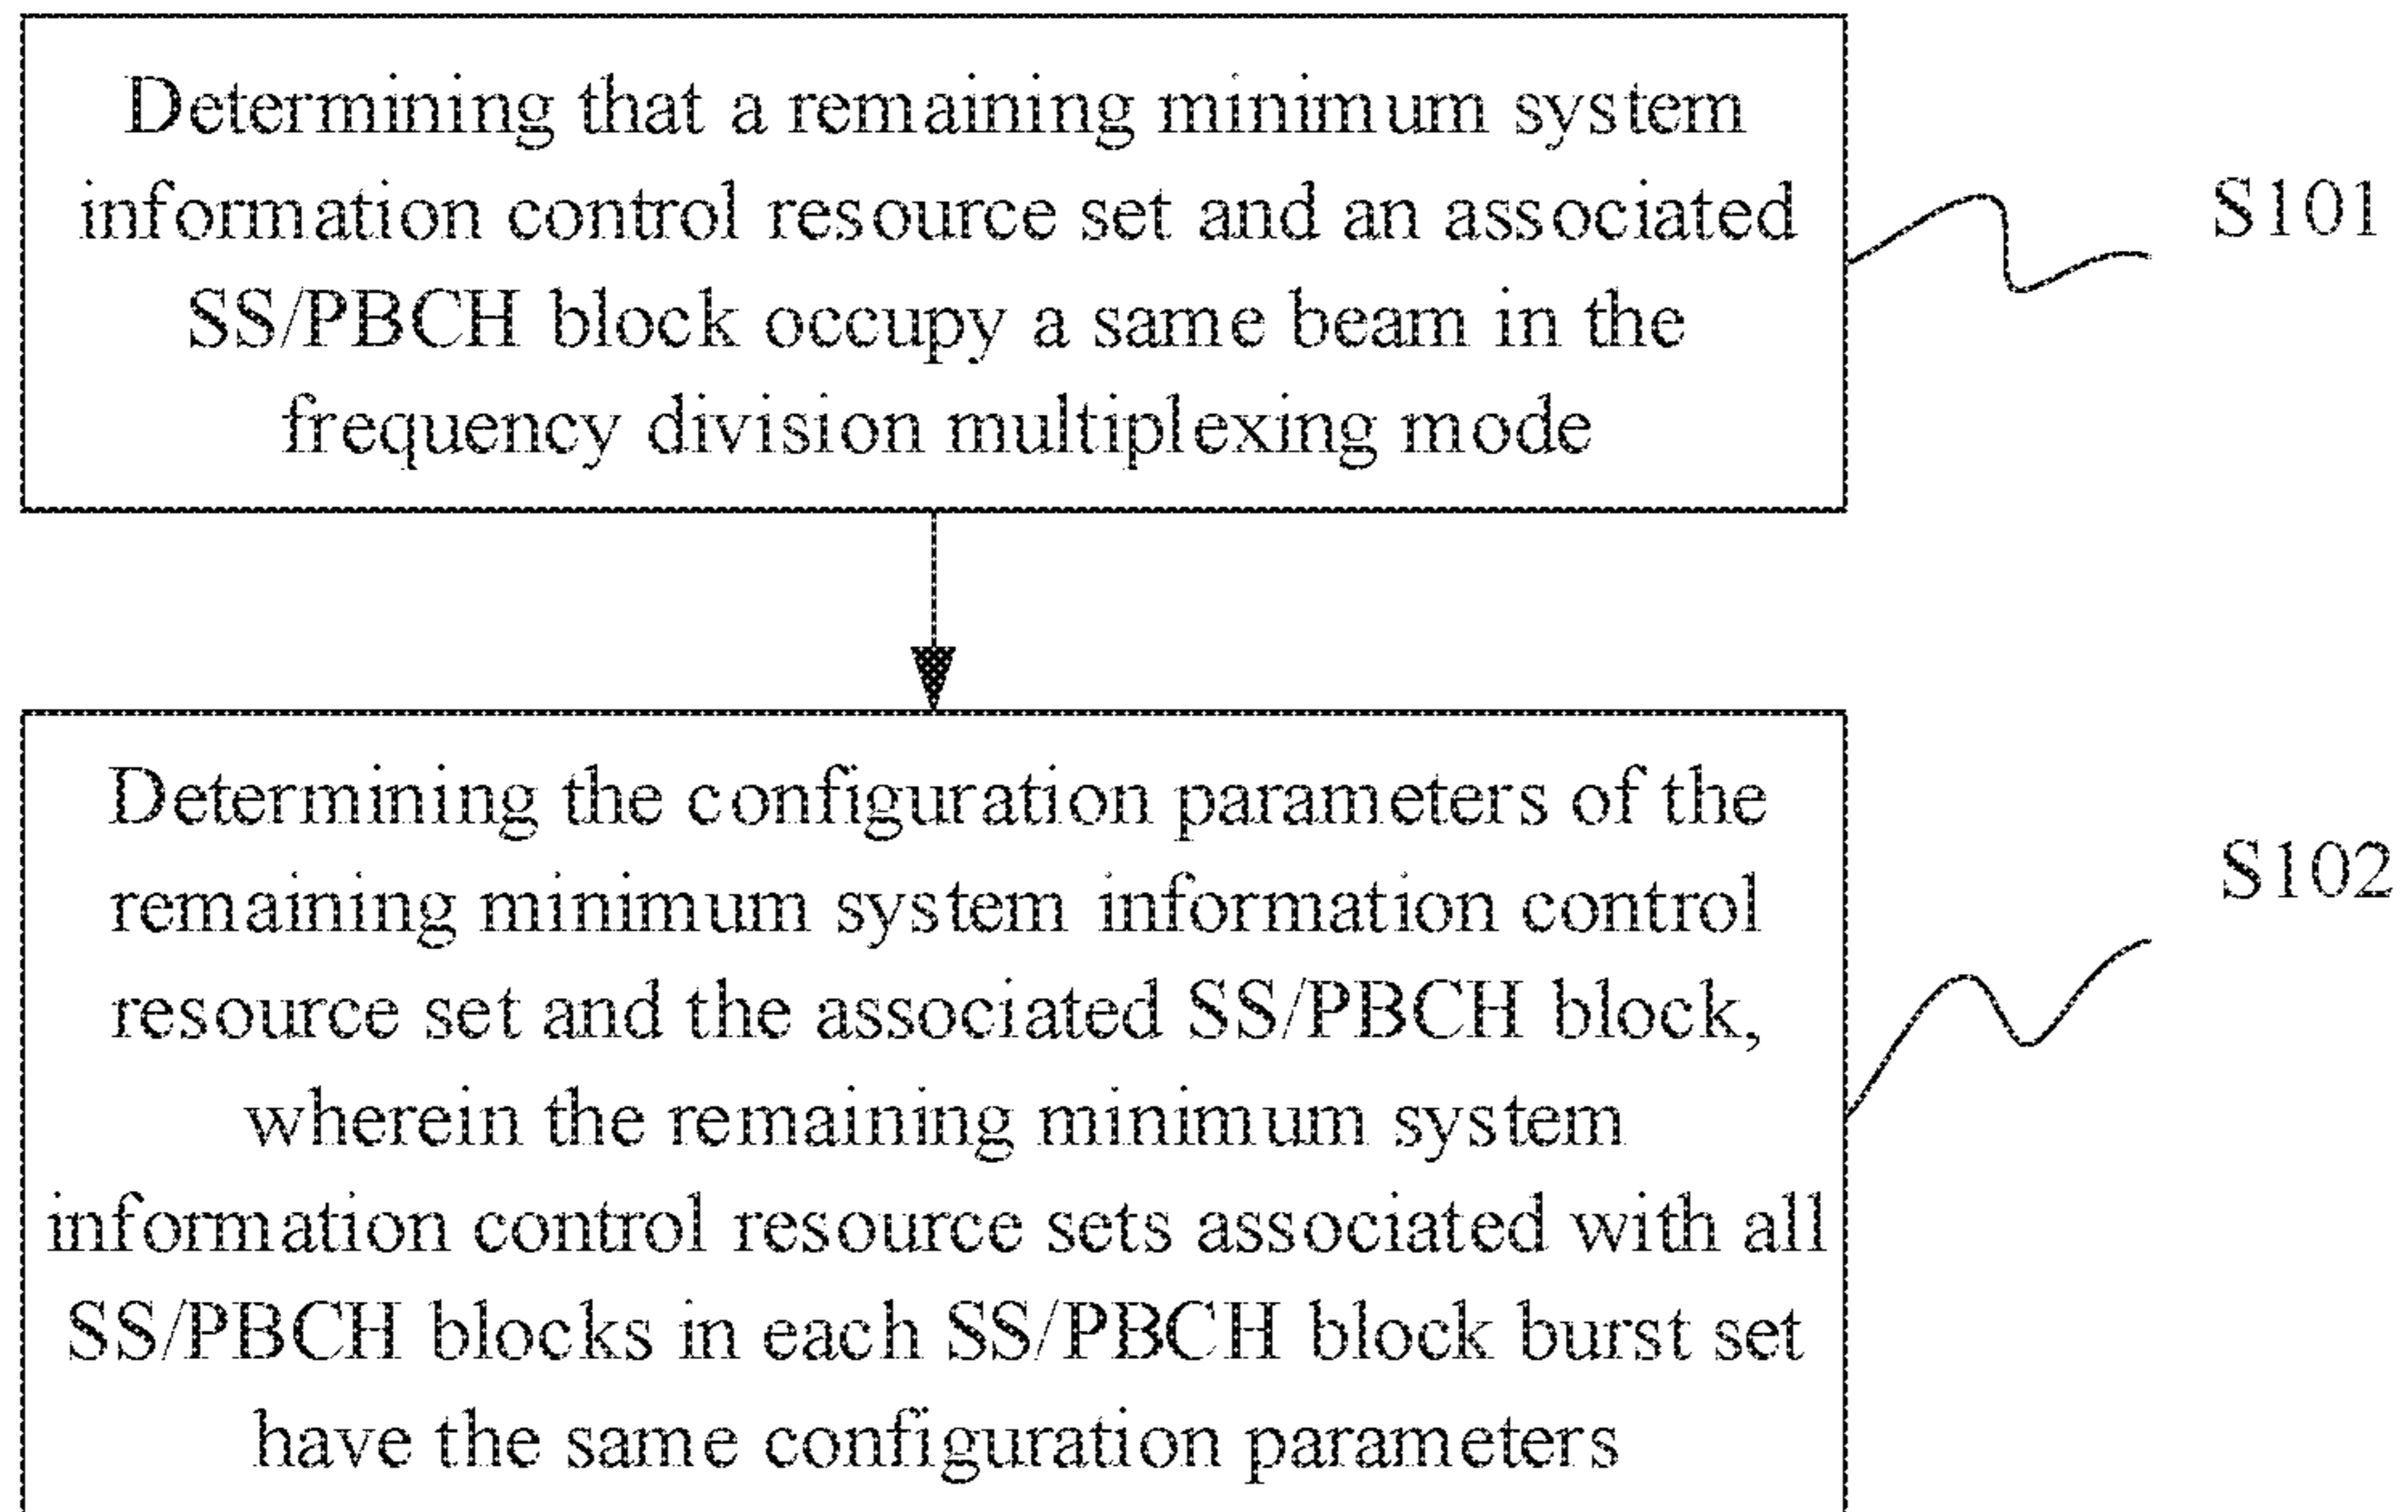 Determining that a remaining minimum system
information control resource set and an associated
SS/PBCH block occupy a same beam in the
frequency division multiplexing mode
S101
Determining the configuration parameters of the
remaining minimum system information control
resource set and the associated SS/PBCH block,
wherein the remaining minimum system
information control resource sets associated with all
SS/PBCH blocks in each SS/PBCH block burst set
have the same configuration parameters
S102